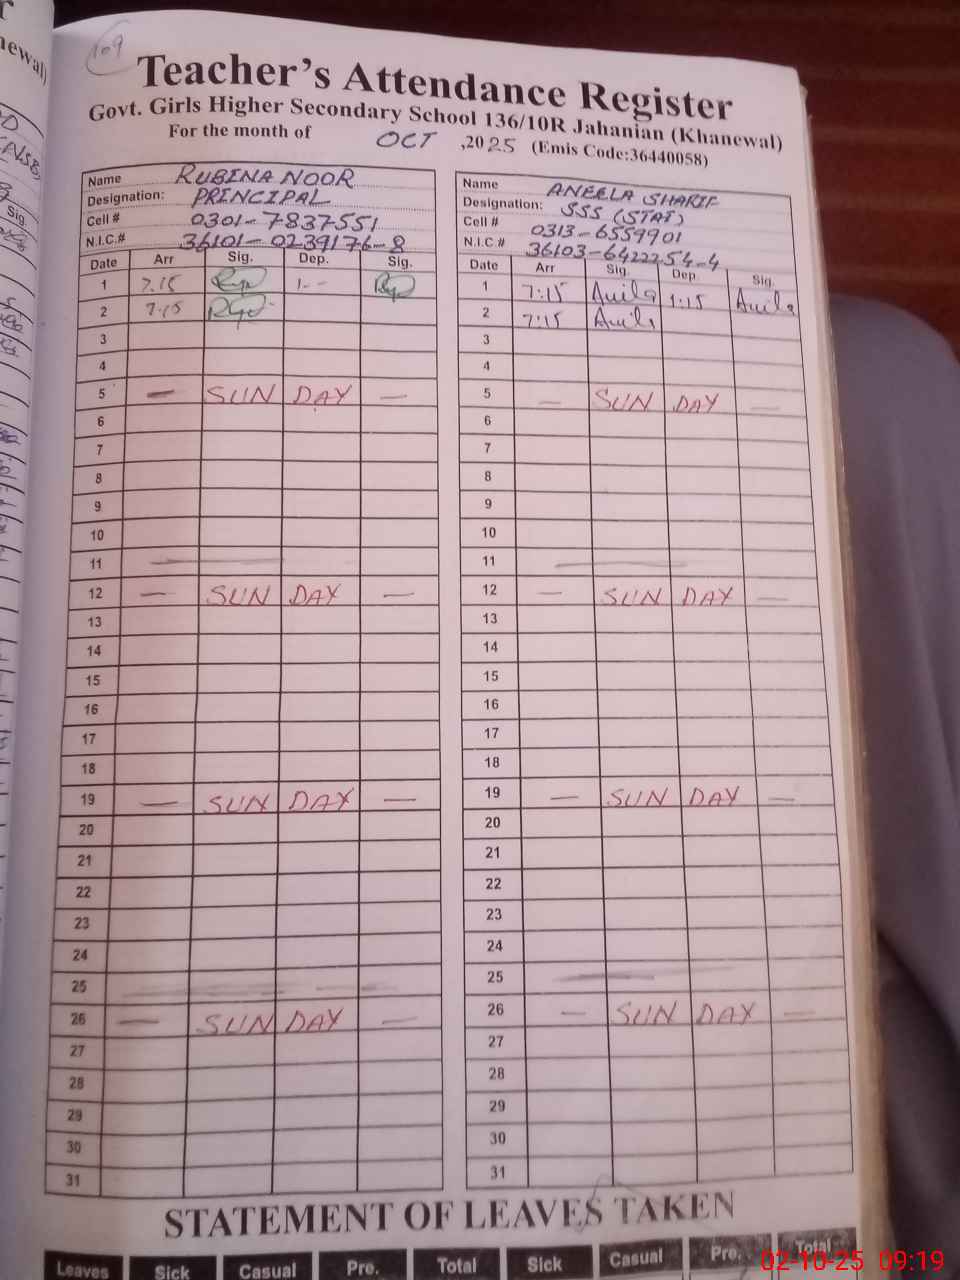 109
Teacher's Attendance Register
Govt. Girls Higher Secondary School 136/10R Jahanian (Khanewal)
For the month of OCT ,2025 (Emis Code:36440058)
Name RUBINA NOOR
Designation: PRINCIPAL
Cell # 0301-7837551
N.I.C.# 36101-0239176-8
Date Arr Sig. Dep. Sig.
1 7.15 1--
2 7.15
3
4
5 — SUN DAY —
6
7
8
9
10
11
12 — SUN DAY —
13
14
15
16
17
18
19 — SUN DAY —
20
21
22
23
24
25
26 — SUN DAY —
27
28
29
30
31
Name ANEELA SHARIF
Designation: SSS (STAT)
Cell # 0313-6559901
N.I.C # 36103-6422254-4
Date Arr Sig. Dep. Sig.
1 7:15 1:15
2 7:15
3
4
5 — SUN DAY —
6
7
8
9
10
11
12 — SUN DAY —
13
14
15
16
17
18
19 — SUN DAY —
20
21
22
23
24
25
26 — SUN DAY —
27
28
29
30
31
STATEMENT OF LEAVES TAKEN
Leaves Sick Casual Pre. Total Sick Casual Pre. Total
02-10-25 09:19